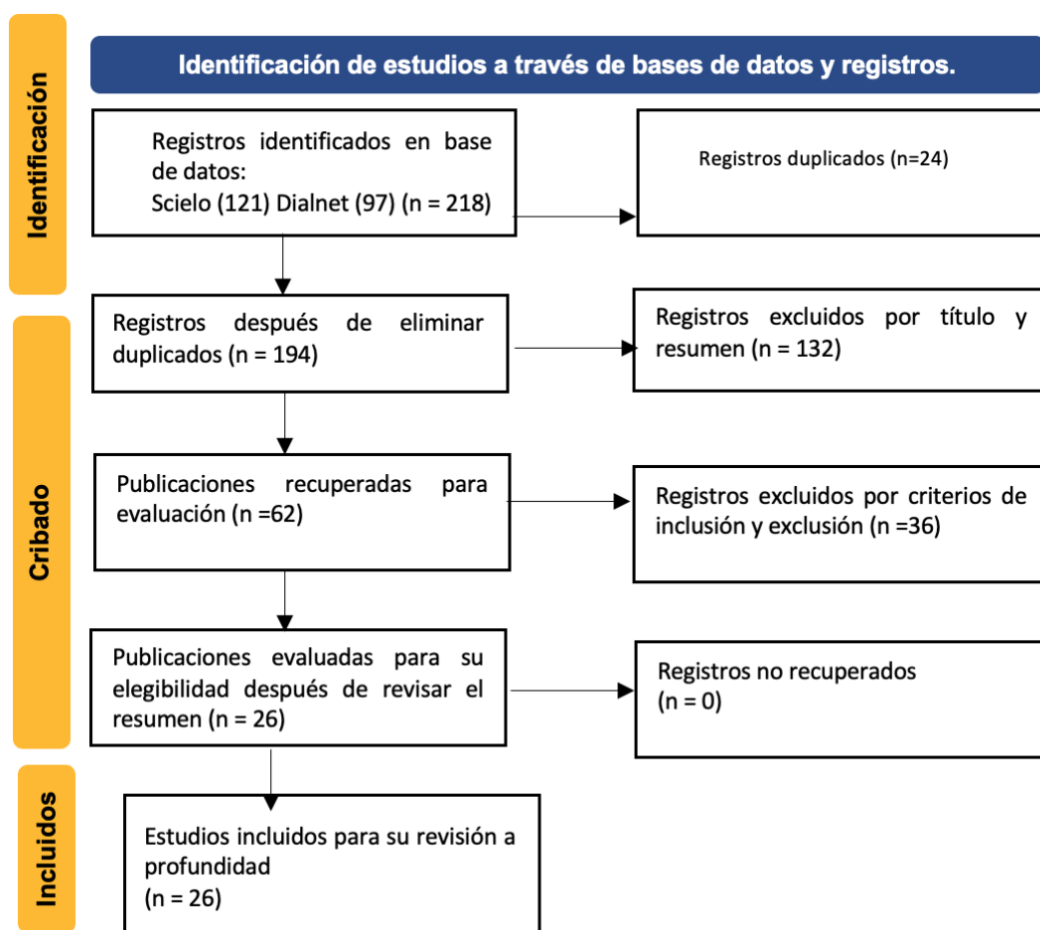 Identificación de estudios a través de bases de datos y registros.
Identificación
Registros identificados en base
de datos:
Scielo (121) Dialnet (97) (n = 218)
Registros duplicados (n=24)
Cribado
Registros después de eliminar
duplicados (n = 194)
Registros excluidos por título y
resumen (n = 132)
Publicaciones recuperadas para
evaluación (n =62)
Registros excluidos por criterios de
inclusión y exclusión (n =36)
Publicaciones evaluadas para su
elegibilidad después de revisar el
resumen (n = 26)
Registros no recuperados
(n = 0)
Incluidos
Estudios incluidos para su revisión a
profundidad
(n = 26)